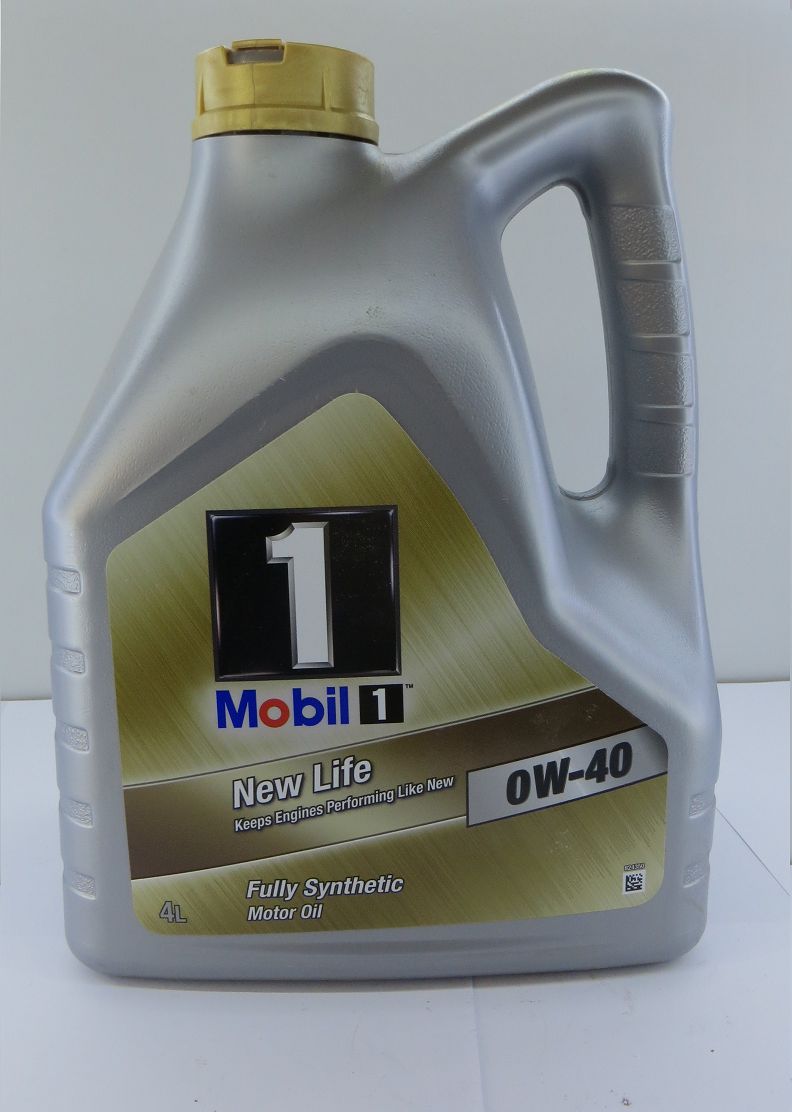 1
Mobil 1™
New Life
Keeps Engines Performing Like New
0W-40
Fully Synthetic
Motor Oil
4L